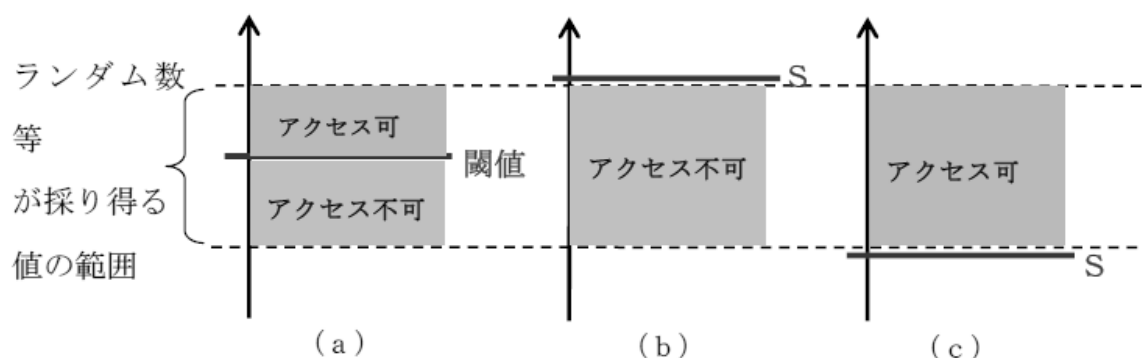 ランダム数
等
が採り得る
値の範囲
アクセス可
閾値
アクセス不可
(a)
S
アクセス不可
(b)
アクセス可
S
(c)